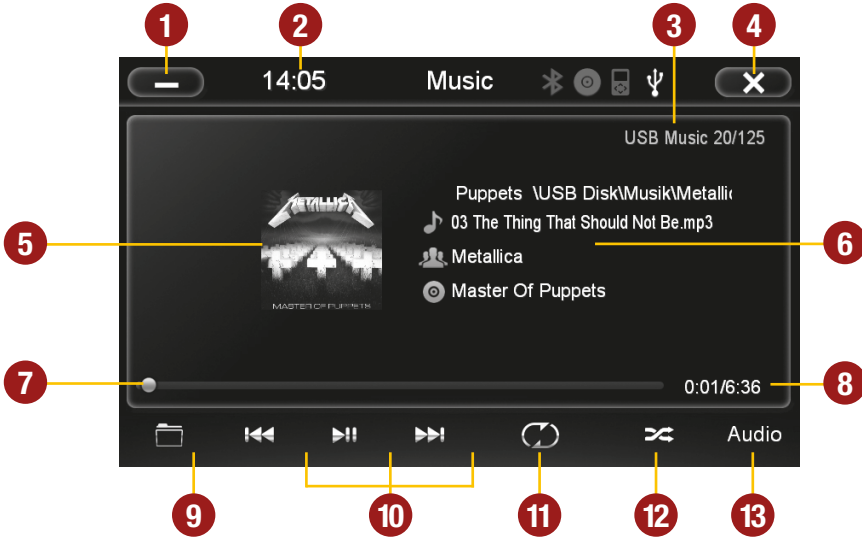 1 2 3 4
14:05 Music
USB Music 20/125
METALLICA
MASTER OF PUPPETS
Puppets \USB Disk\Musik\Metallic
03 The Thing That Should Not Be.mp3
Metallica
Master Of Puppets
5 6
7 8
0:01/6:36
Audio
9 10 11 12 13